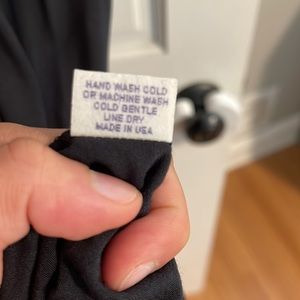 HAND WASH COLD
OR MACHINE WASH
COLD GENTLE
LINE DRY
MADE IN USA